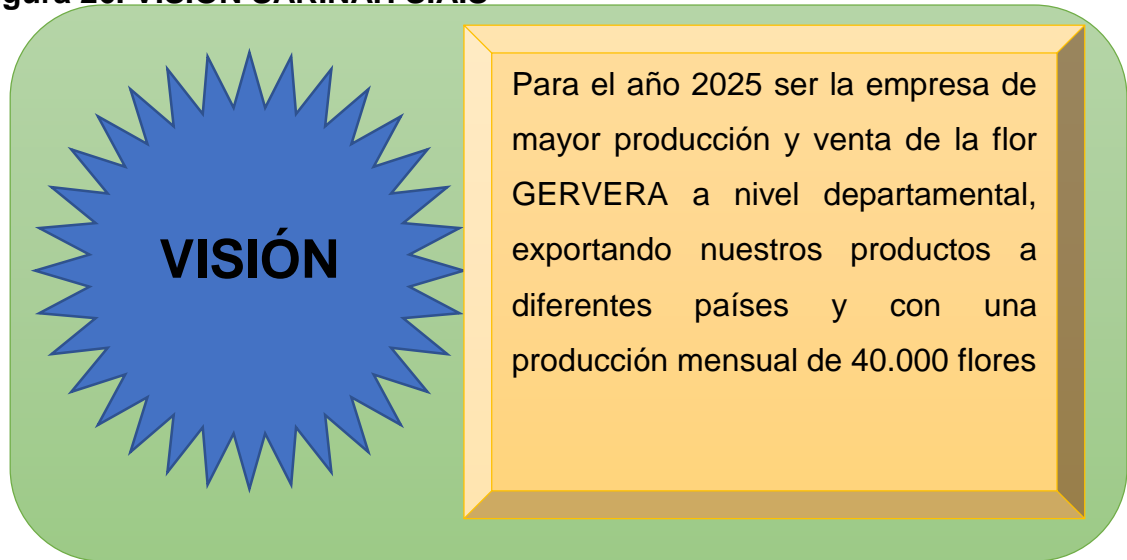 VISIÓN
Para el año 2025 ser la empresa de
mayor producción y venta de la flor
GERVERA a nivel departamental,
exportando nuestros productos a
diferentes países y con una
producción mensual de 40.000 flores